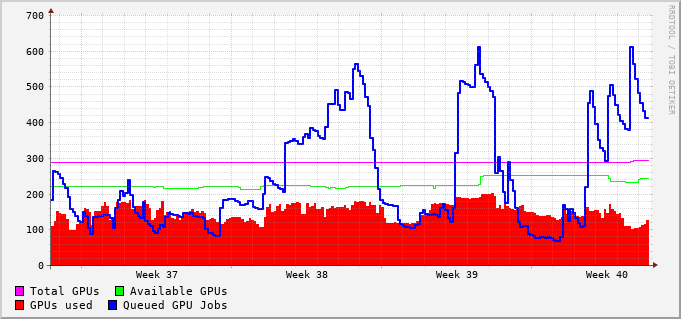 700
600
500
400
300
200
100
0
Week 37 Week 38 Week 39 Week 40
Total GPUs Available GPUs
GPUs used Queued GPU Jobs
RRDTOOL / TOBI OETIKER